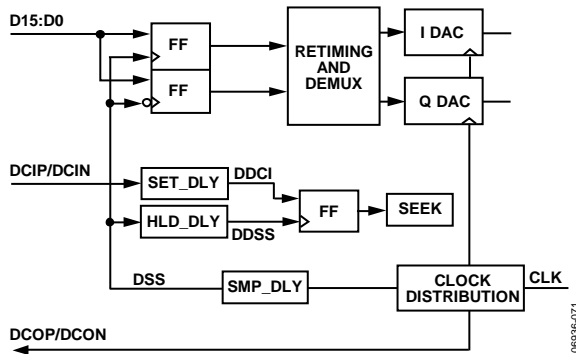 D15:D0
FF
FF
RETIMING
AND
DEMUX
I DAC
Q DAC
DCIP/DCIN
SET_DLY
DDCI
HLD_DLY
DDSS
FF
SEEK
DSS
SMP_DLY
CLOCK
DISTRIBUTION
CLK
DCOP/DCON
06936-071